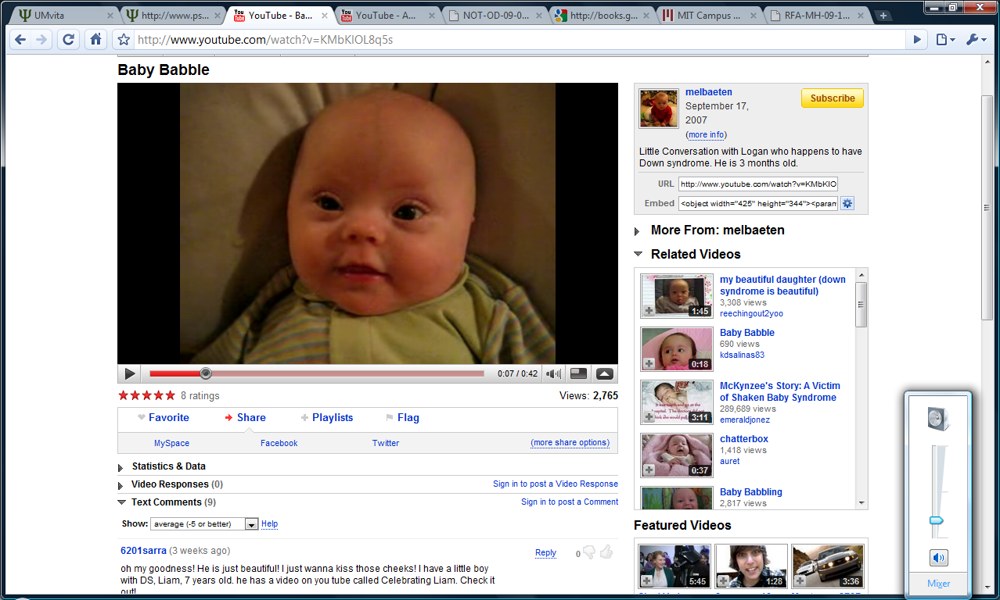 UMvita
http://www.ps...
YouTube - Ba...
YouTube - A...
NOT-OD-09-0...
http://books.g...
MIT Campus ...
RFA-MH-09-1...
http://www.youtube.com/watch?v=KMbKIOL8q5s
Baby Babble
0:07 / 0:42
8 ratings
Views: 2,765
Favorite
Share
Playlists
Flag
MySpace
Facebook
Twitter
(more share options)
Statistics & Data
Video Responses (0)
Sign in to post a Video Response
Text Comments (9)
Sign in to post a Comment
Show:
average (-5 or better)
Help
6201sarra (3 weeks ago)
Reply
0
oh my goodness! He is just beautiful! I just wanna kiss those cheeks! I have a little boy
with DS, Liam, 7 years old. he has a video on you tube called Celebrating Liam. Check it
out!
melbaeten
September 17,
2007
(more info)
Subscribe
Little Conversation with Logan who happens to have
Down syndrome. He is 3 months old.
URL
http://www.youtube.com/watch?v=KMbKIO
Embed
<object width="425" height="344"><param
More From: melbaeten
Related Videos
1:45
my beautiful daughter (down
syndrome is beautiful)
3,308 views
reechingout2yoo
0:18
Baby Babble
690 views
kdsalinas83
3:11
McKynzee's Story: A Victim
of Shaken Baby Syndrome
289,689 views
emeraldjonez
0:37
chatterbox
1,418 views
auret
Baby Babbling
2,817 views
Featured Videos
5:45
1:28
3:36
Mixer